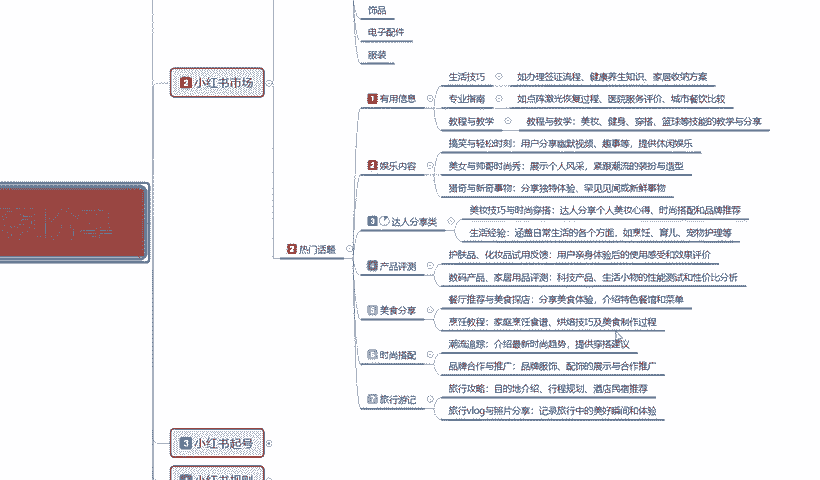 饰品
电子配件
服装
2 小红书市场
2 热门话题
1 有用信息
生活技巧
如办理签证流程、健康养生知识、家居收纳方案
专业指南
如点阵激光恢复过程、医院服务评价、城市餐饮比较
教程与教学
教程与教学：美妆、健身、穿搭、篮球等技能的教学与分享
2 娱乐内容
搞笑与轻松时刻：用户分享幽默视频、趣事等，提供休闲娱乐
美女与帅哥时尚秀：展示个人风采，紧跟潮流的装扮与造型
猎奇与新奇事物：分享独特体验、罕见见闻或新鲜事物
3 达人分享类
美妆技巧与时尚穿搭：达人分享个人美妆心得、时尚搭配和品牌推荐
生活经验：涵盖日常生活的各个方面，如烹饪、育儿、宠物护理等
4 产品评测
护肤品、化妆品试用反馈：用户亲身体验后的使用感受和效果评价
数码产品、家居用品评测：科技产品、生活小物的性能测试和性价比分析
5 美食分享
餐厅推荐与美食探店：分享美食体验，介绍特色餐馆和菜单
烹饪教程：家庭烹饪食谱、烘焙技巧及美食制作过程
6 时尚搭配
潮流追踪：介绍最新时尚趋势，提供穿搭建议
品牌合作与推广：品牌服饰、配饰的展示与合作推广
7 旅行游记
旅行攻略：目的地介绍、行程规划、酒店民宿推荐
旅行vlog与照片分享：记录旅行中的美好瞬间和体验
3 小红书起号
4 小红书规则